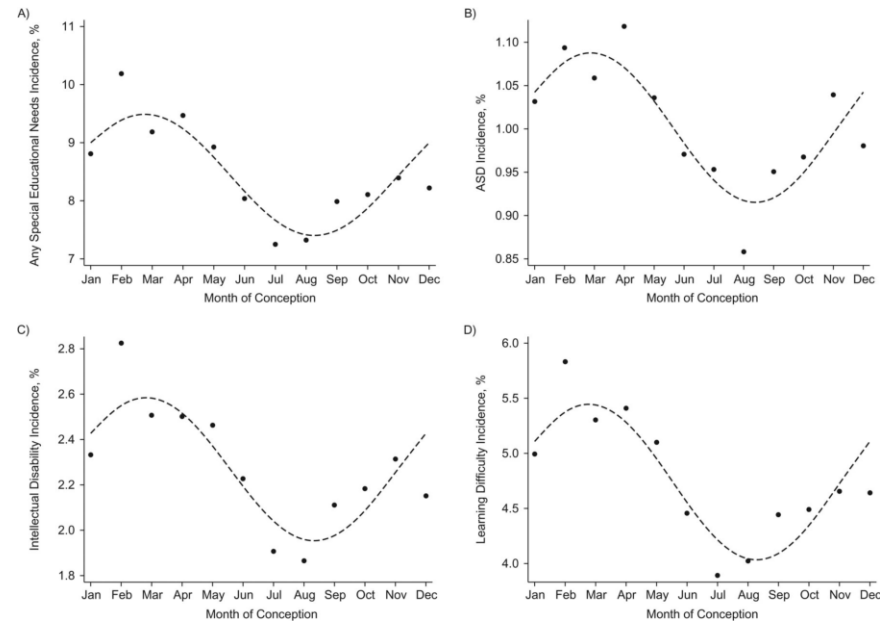 A)
Any Special Educational Needs Incidence, %
11
10
9
8
7
Jan Feb Mar Apr May Jun Jul Aug Sep Oct Nov Dec
Month of Conception
B)
ASD Incidence, %
1.10
1.05
1.00
0.95
0.90
0.85
Jan Feb Mar Apr May Jun Jul Aug Sep Oct Nov Dec
Month of Conception
C)
Intellectual Disability Incidence, %
2.8
2.6
2.4
2.2
2.0
1.8
Jan Feb Mar Apr May Jun Jul Aug Sep Oct Nov Dec
Month of Conception
D)
Learning Difficulty Incidence, %
6.0
5.5
5.0
4.5
4.0
Jan Feb Mar Apr May Jun Jul Aug Sep Oct Nov Dec
Month of Conception